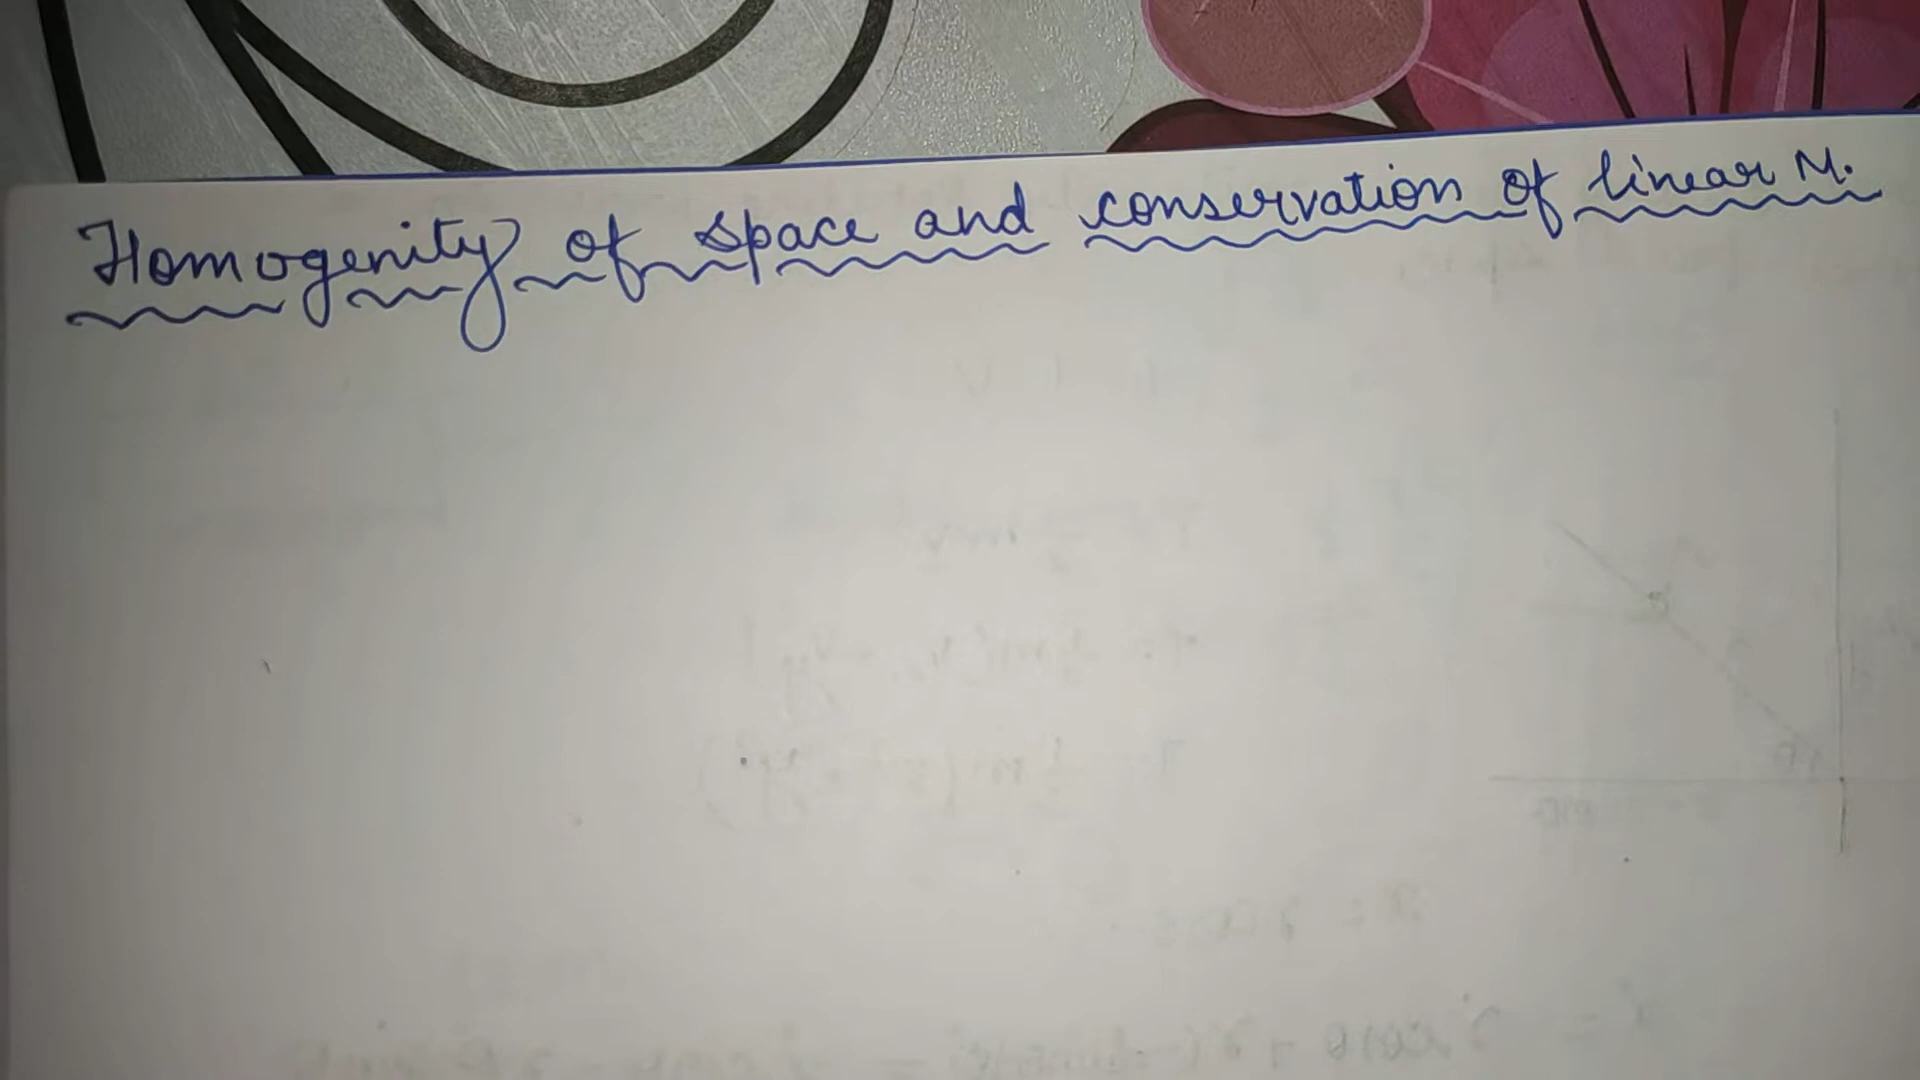 Homogenity of space and conservation of linear M.